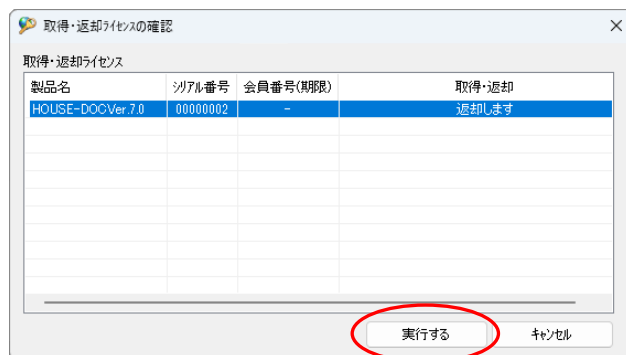 取得・返却ﾗｲｾﾝｽの確認
取得・返却ﾗｲｾﾝｽ
製品名 ｼﾘｱﾙ番号 会員番号(期限) 取得・返却
HOUSE-DOCVer.7.0 00000002 - 返却します
実行する ｷｬﾝｾﾙ